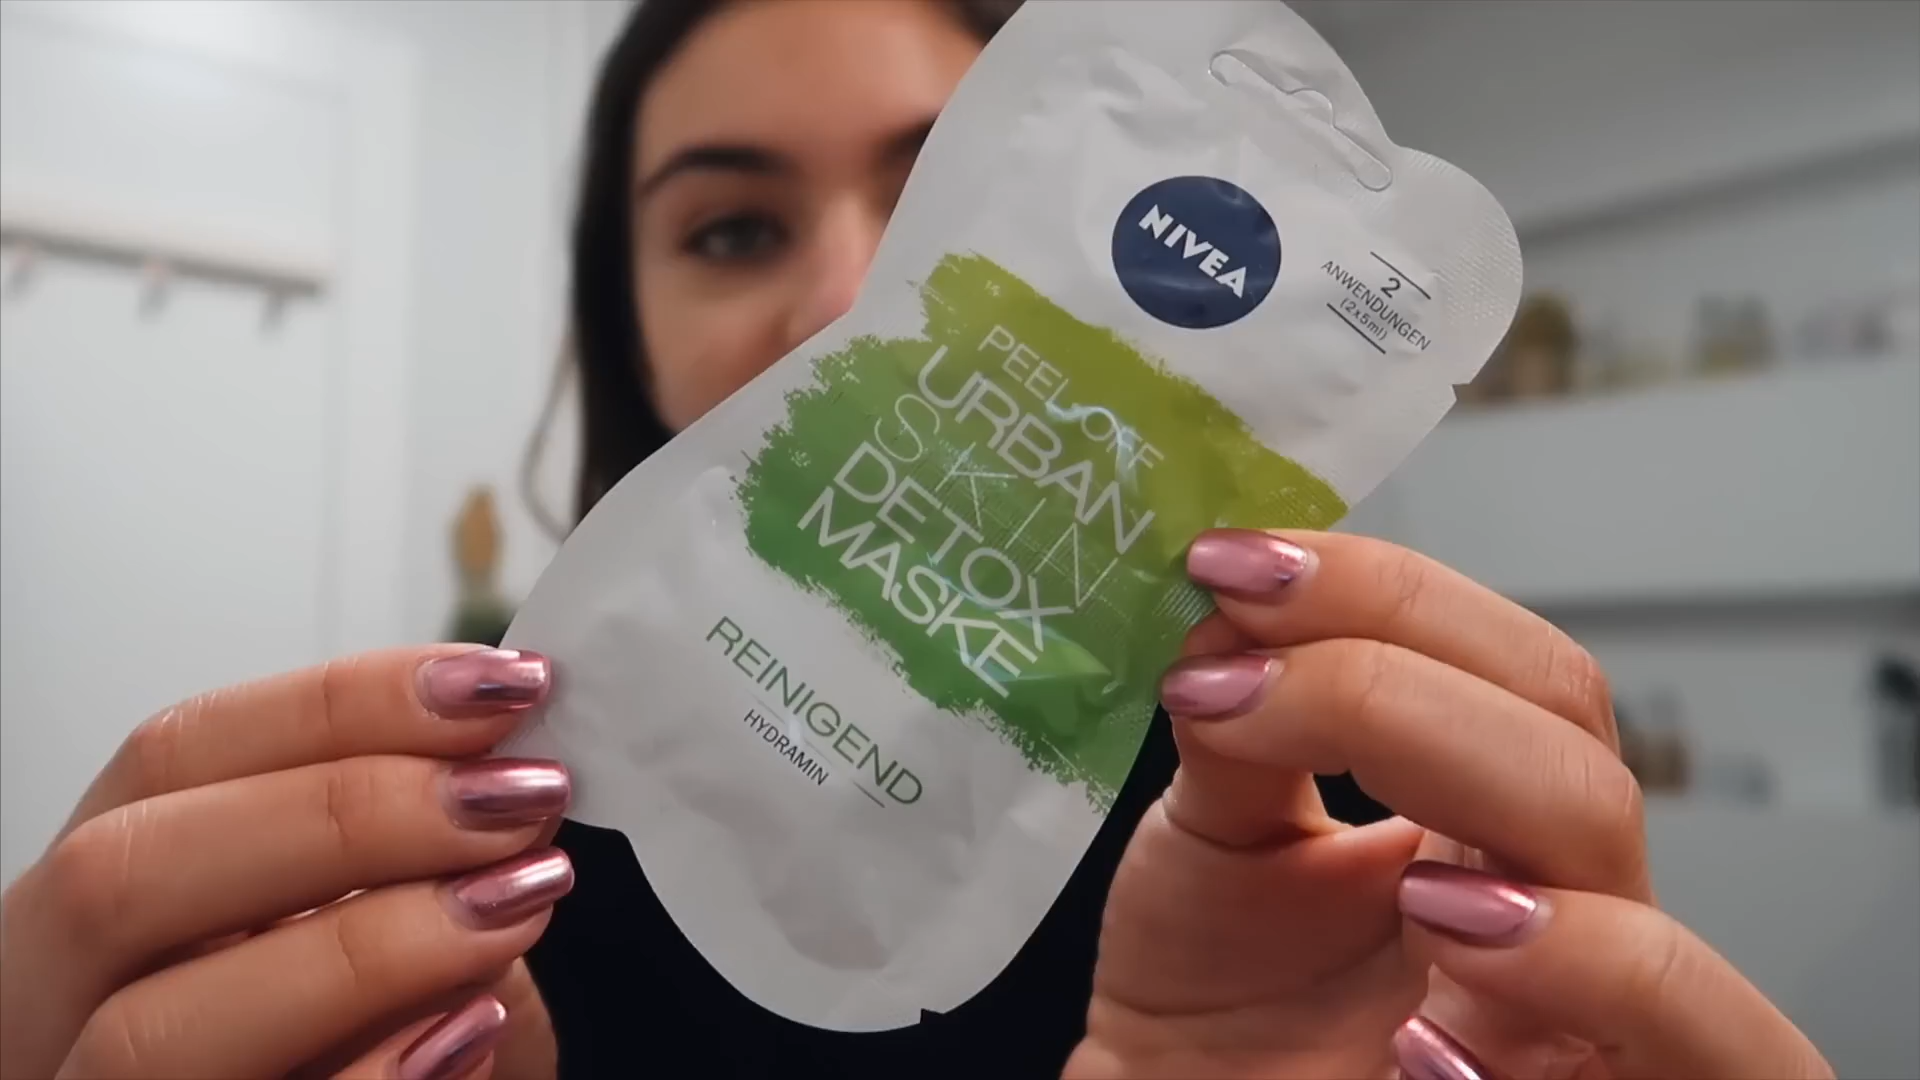 NIVEA
2
ANWENDUNGEN
(2x5ml)
PEEL-OFF
URBAN
SKIN
DETOX
MASKE
REINIGEND
HYDRAMIN